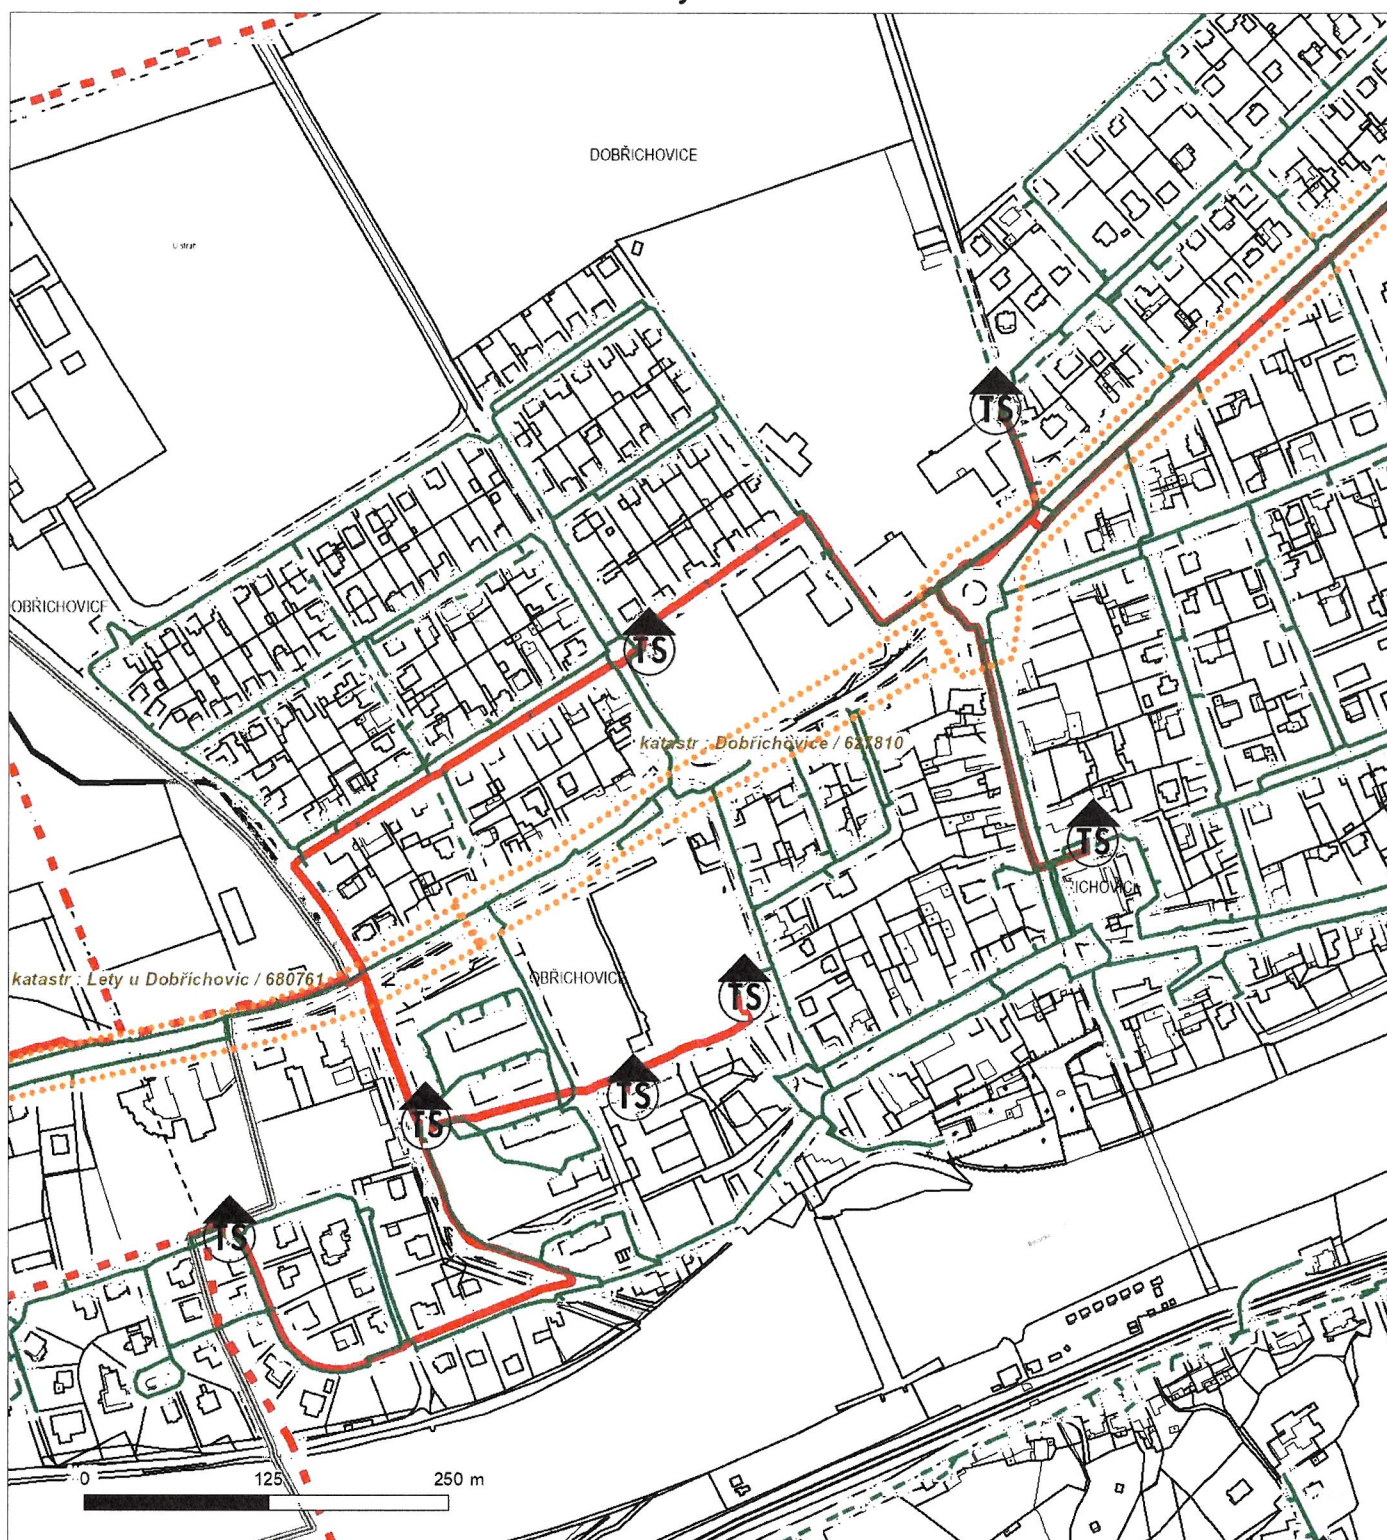 DOBŘICHOVICE
TS
OBŘICHOVICE
TS
katastr : Dobřichovice / 627810
TS
ŘICHOVICE
katastr : Lety u Dobřichovic / 680761
OBŘICHOVICE
TS
TS
TS
TS
0 125 250 m